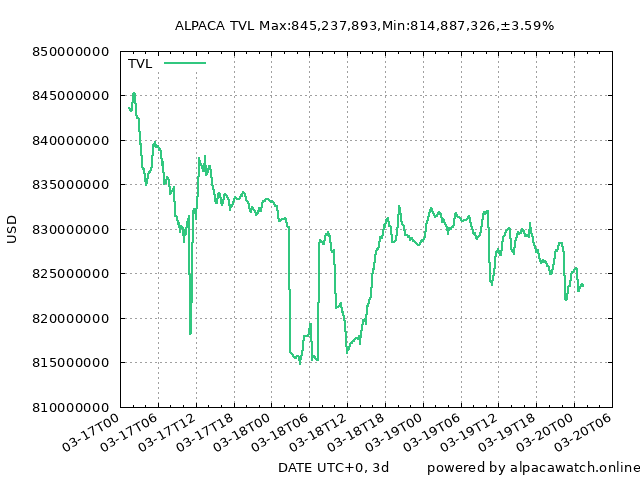 ALPACA TVL Max:845,237,893,Min:814,887,326,±3.59%
850000000
845000000
840000000
835000000
830000000
825000000
820000000
815000000
810000000
TVL
USD
03-17T00
03-17T06
03-17T12
03-17T18
03-18T00
03-18T06
03-18T12
03-18T18
03-19T00
03-19T06
03-19T12
03-19T18
03-20T00
03-20T06
DATE UTC+0, 3d
powered by alpacawatch.online